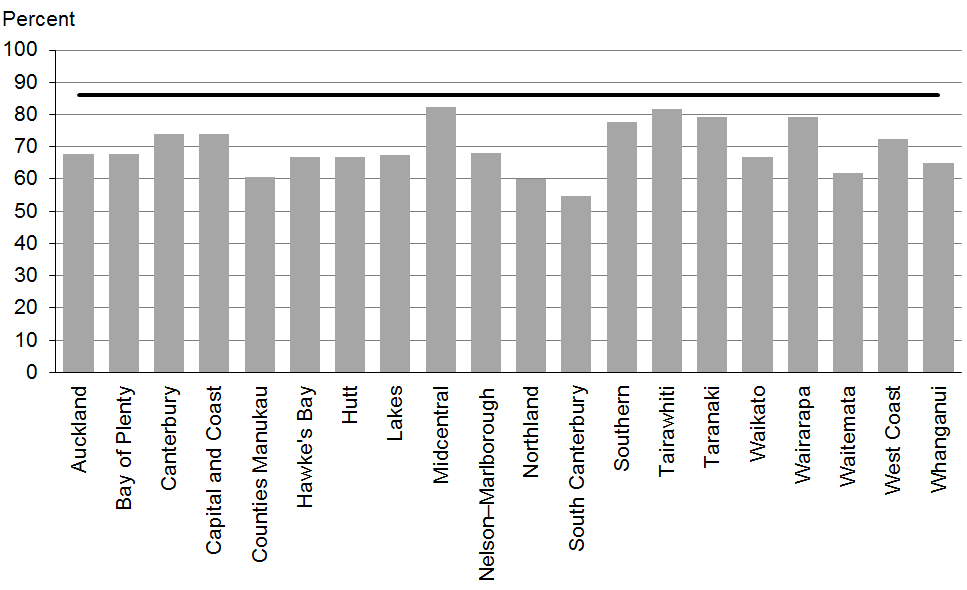 Percent
100
90
80
70
60
50
40
30
20
10
0
Auckland
Bay of Plenty
Canterbury
Capital and Coast
Counties Manukau
Hawke's Bay
Hutt
Lakes
Midcentral
Nelson–Marlborough
Northland
South Canterbury
Southern
Tairawhiti
Taranaki
Waikato
Wairarapa
Waitemata
West Coast
Whanganui